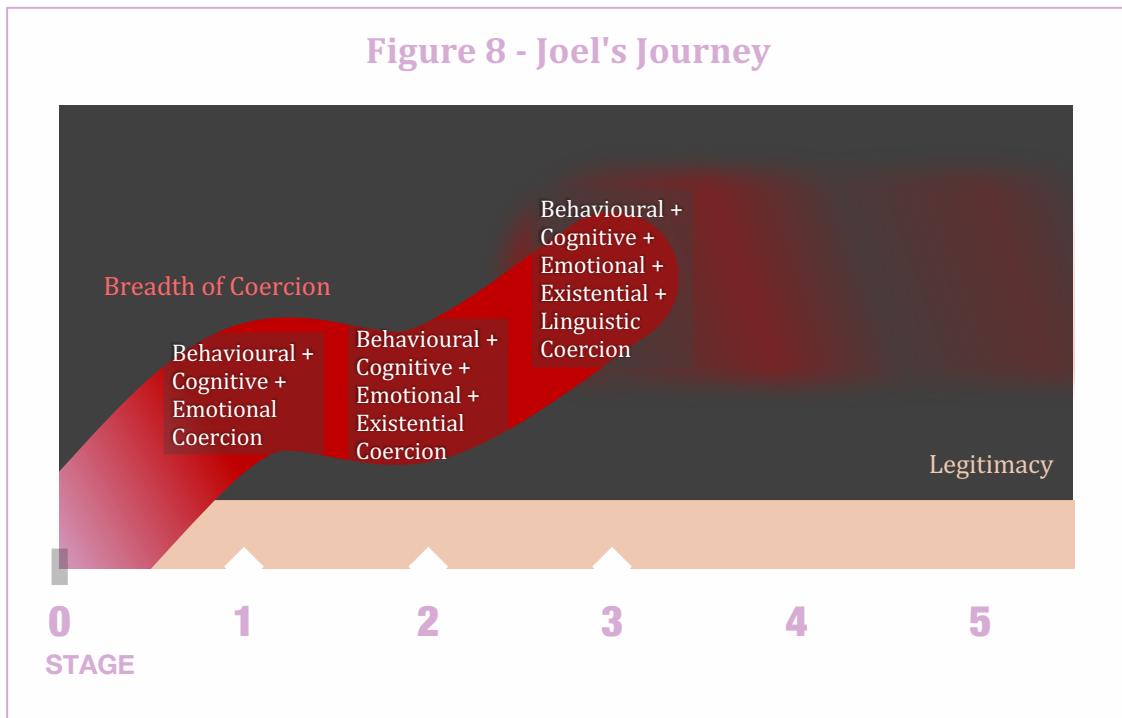 Figure 8 - Joel's Journey
Breadth of Coercion
Behavioural +
Cognitive +
Emotional
Coercion
Behavioural +
Cognitive +
Emotional +
Existential
Coercion
Behavioural +
Cognitive +
Emotional +
Existential +
Linguistic
Coercion
Legitimacy
0 1 2 3 4 5
STAGE